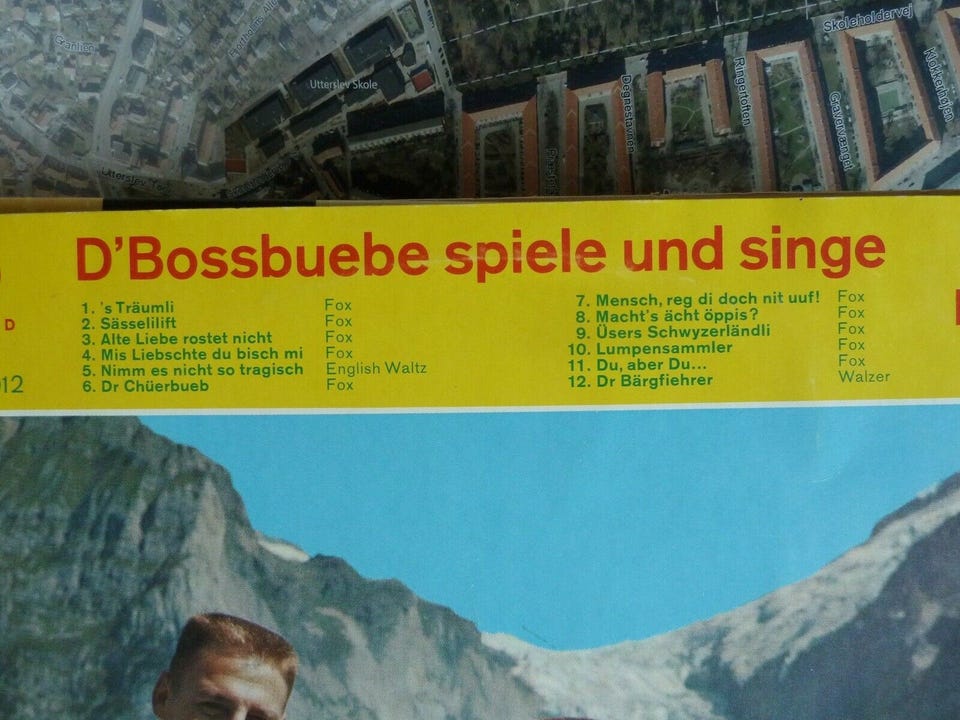 Skoleholdervej
Utterslev Skole
Degnestavnen
Ringertoften
Gravervænget
Klokkerhøjen
D'Bossbuebe spiele und singe
D
012
1. 's Träumli Fox
2. Sässelilift Fox
3. Alte Liebe rostet nicht Fox
4. Mis Liebschte du bisch mi Fox
5. Nimm es nicht so tragisch English Waltz
6. Dr Chüerbueb Fox
7. Mensch, reg di doch nit uuf! Fox
8. Macht's ächt öppis? Fox
9. Üsers Schwyzerländli Fox
10. Lumpensammler Fox
11. Du, aber Du... Fox
12. Dr Bärgfiehrer Walzer